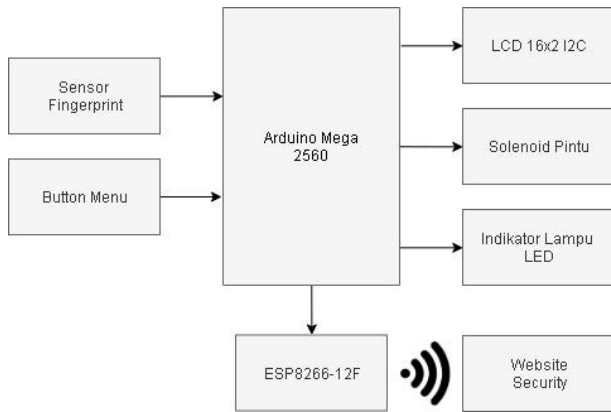 Sensor
Fingerprint
Button Menu
Arduino Mega
2560
LCD 16x2 I2C
Solenoid Pintu
Indikator Lampu
LED
ESP8266-12F
Website
Security